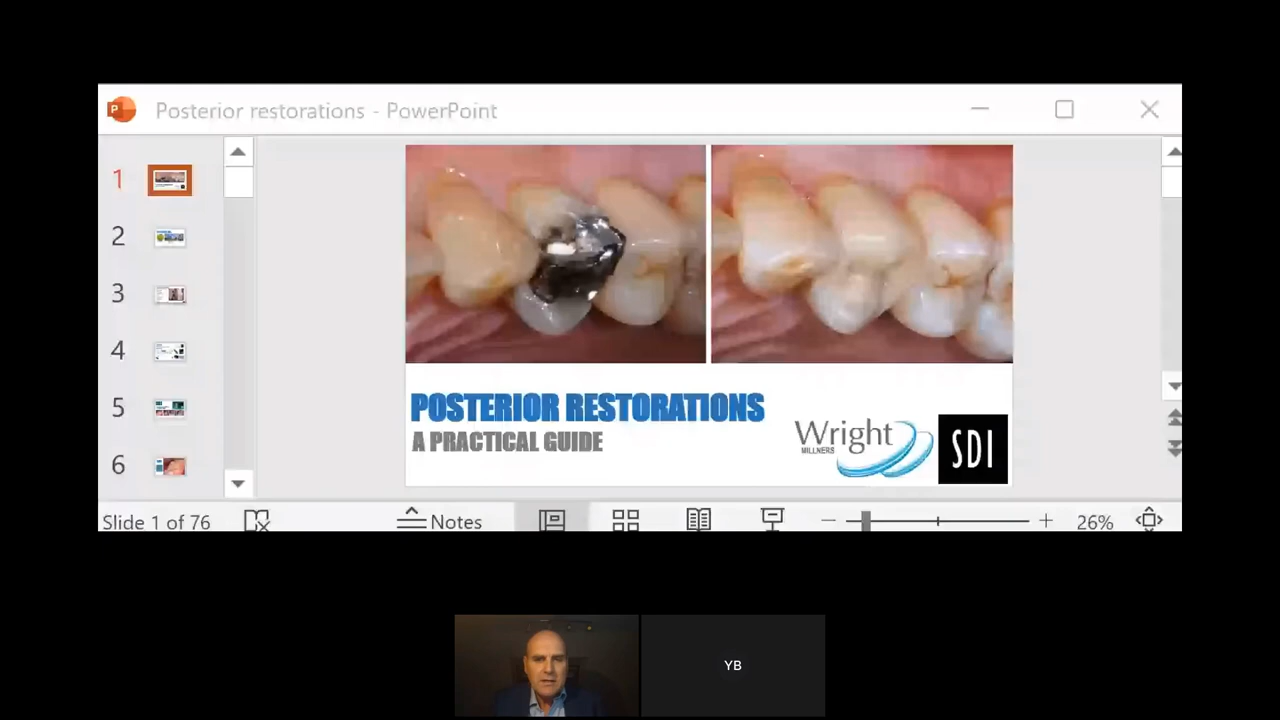 Posterior restorations - PowerPoint
1
2
3
4
5
6
POSTERIOR RESTORATIONS
A PRACTICAL GUIDE
Wright
MILLNERS
SDI
Slide 1 of 76
Notes
26%
YB